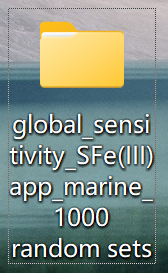 global_sensi
tivity_SFe(III)
app_marine_
1000
random sets